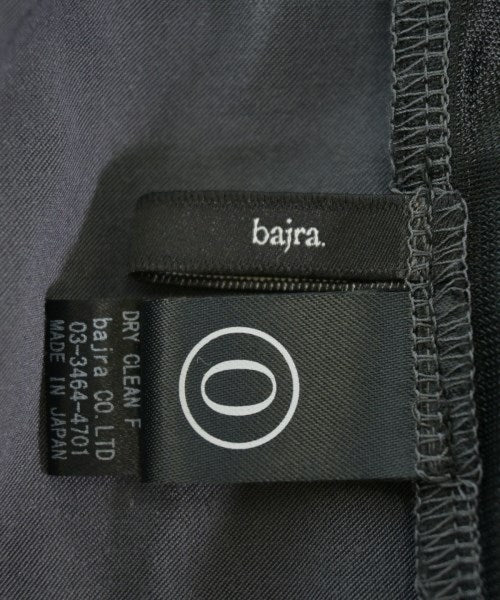 bajra.
0
DRY CLEAN F
bajra CO.LTD
03-3464-4701
MADE IN JAPAN